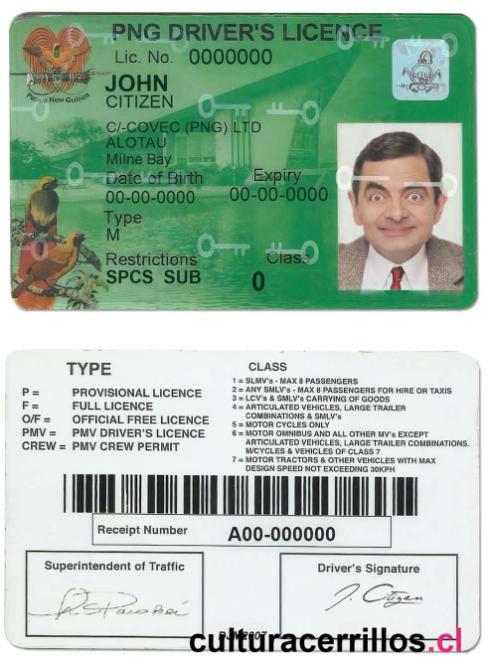 PNG DRIVER'S LICENCE
Papua New Guinea
Lic. No. 0000000
JOHN
CITIZEN
C/-COVEC (PNG) LTD
ALOTAU
Milne Bay
Date of Birth Expiry
00-00-0000 00-00-0000
Type
M
Restrictions Class
SPCS SUB 0
TYPE
P = PROVISIONAL LICENCE
F = FULL LICENCE
O/F = OFFICIAL FREE LICENCE
PMV = PMV DRIVER'S LICENCE
CREW = PMV CREW PERMIT
CLASS
1 = SLMV's - MAX 8 PASSENGERS
2 = ANY SMLV's - MAX 8 PASSENGERS FOR HIRE OR TAXIS
3 = LCV's & SMLV's CARRYING OF GOODS
4 = ARTICULATED VEHICLES, LARGE TRAILER
COMBINATIONS & SMLV's
5 = MOTOR CYCLES ONLY
6 = MOTOR OMNIBUS AND ALL OTHER MV's EXCEPT
ARTICULATED VEHICLES, LARGE TRAILER COMBINATIONS.
M/CYCLES & VEHICLES OF CLASS 7
7 = MOTOR TRACTORS & OTHER VEHICLES WITH MAX
DESIGN SPEED NOT EXCEEDING 30KPH
Receipt Number A00-000000
Superintendent of Traffic
Driver's Signature
J. Citizen
culturacerrillos.cl